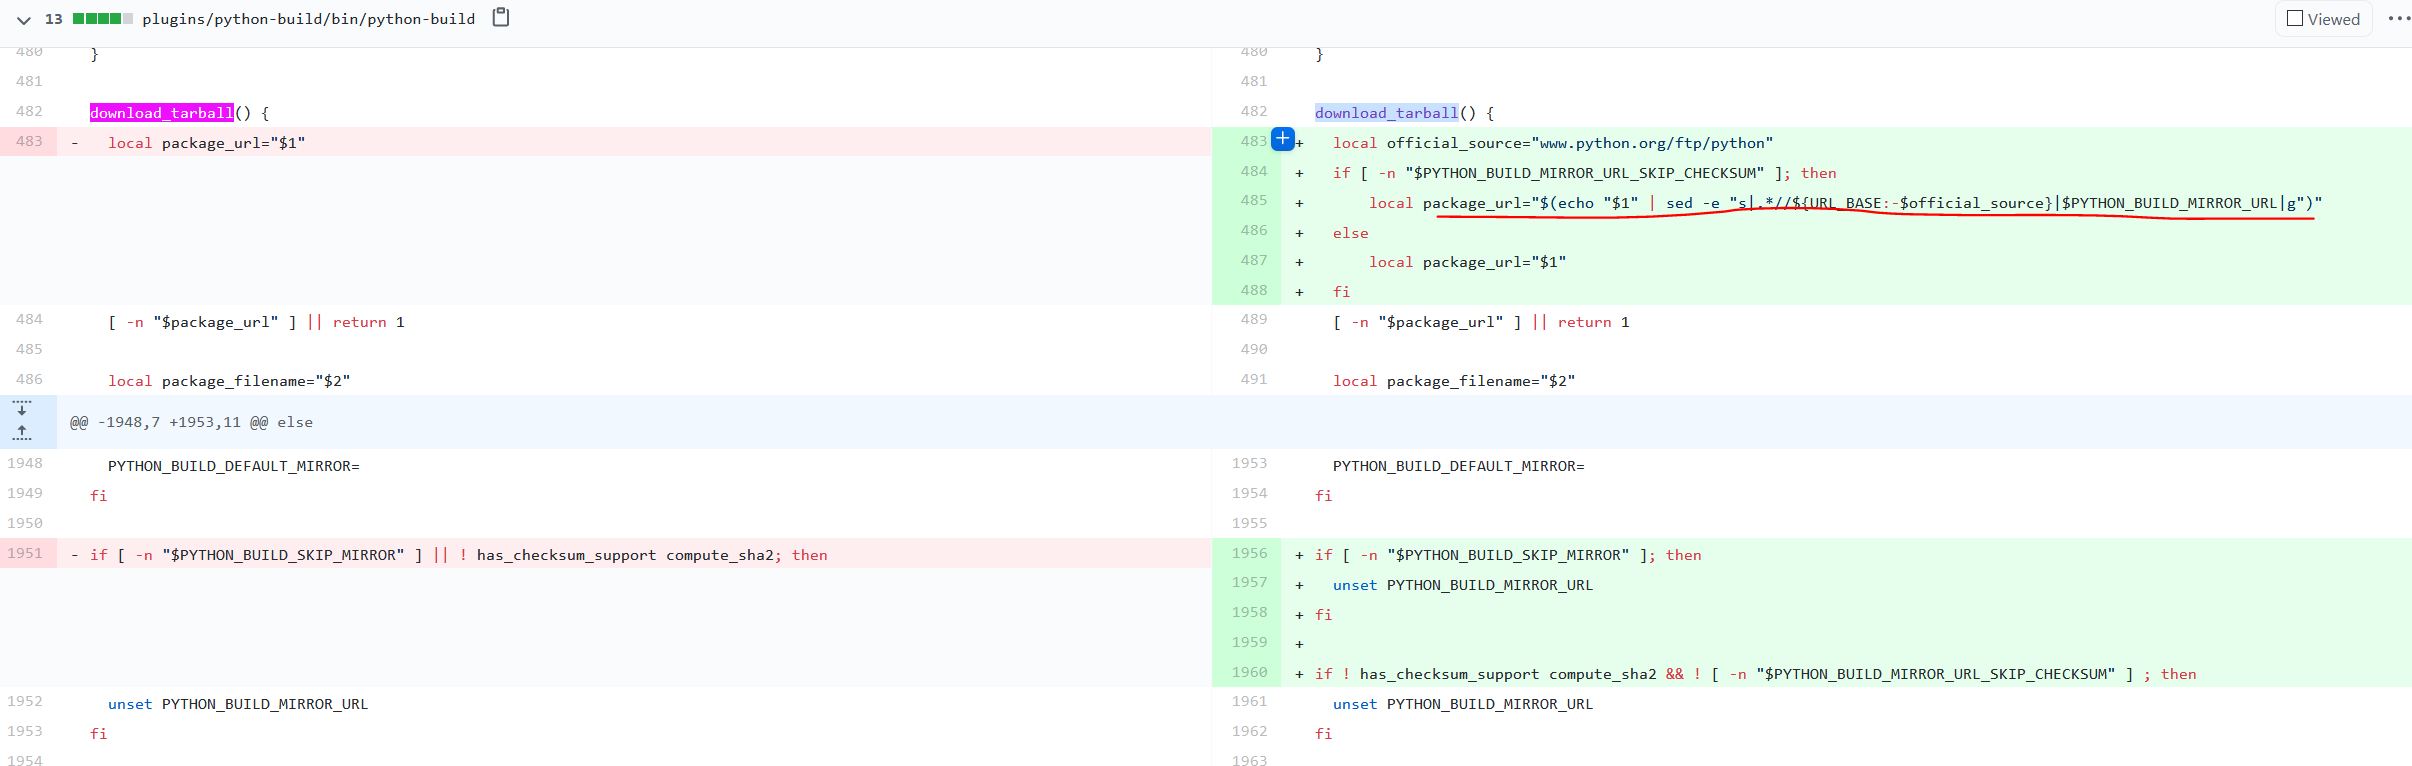 13 plugins/python-build/bin/python-build Viewed
480 } 480 }
481 481
482 download_tarball() { 482 download_tarball() {
483 - local package_url="$1" 483 + local official_source="www.python.org/ftp/python"
484 + if [ -n "$PYTHON_BUILD_MIRROR_URL_SKIP_CHECKSUM" ]; then
485 + local package_url="$(echo "$1" | sed -e "s|.*//${URL_BASE:-$official_source}|$PYTHON_BUILD_MIRROR_URL|g")"
486 + else
487 + local package_url="$1"
488 + fi
484 [ -n "$package_url" ] || return 1 489 [ -n "$package_url" ] || return 1
485 490
486 local package_filename="$2" 491 local package_filename="$2"
@@ -1948,7 +1953,11 @@ else
1948 PYTHON_BUILD_DEFAULT_MIRROR= 1953 PYTHON_BUILD_DEFAULT_MIRROR=
1949 fi 1954 fi
1950 1955
1951 - if [ -n "$PYTHON_BUILD_SKIP_MIRROR" ] || ! has_checksum_support compute_sha2; then 1956 + if [ -n "$PYTHON_BUILD_SKIP_MIRROR" ]; then
1957 + unset PYTHON_BUILD_MIRROR_URL
1958 + fi
1959 +
1960 + if ! has_checksum_support compute_sha2 && ! [ -n "$PYTHON_BUILD_MIRROR_URL_SKIP_CHECKSUM" ] ; then
1952 unset PYTHON_BUILD_MIRROR_URL 1961 unset PYTHON_BUILD_MIRROR_URL
1953 fi 1962 fi
1954 1963